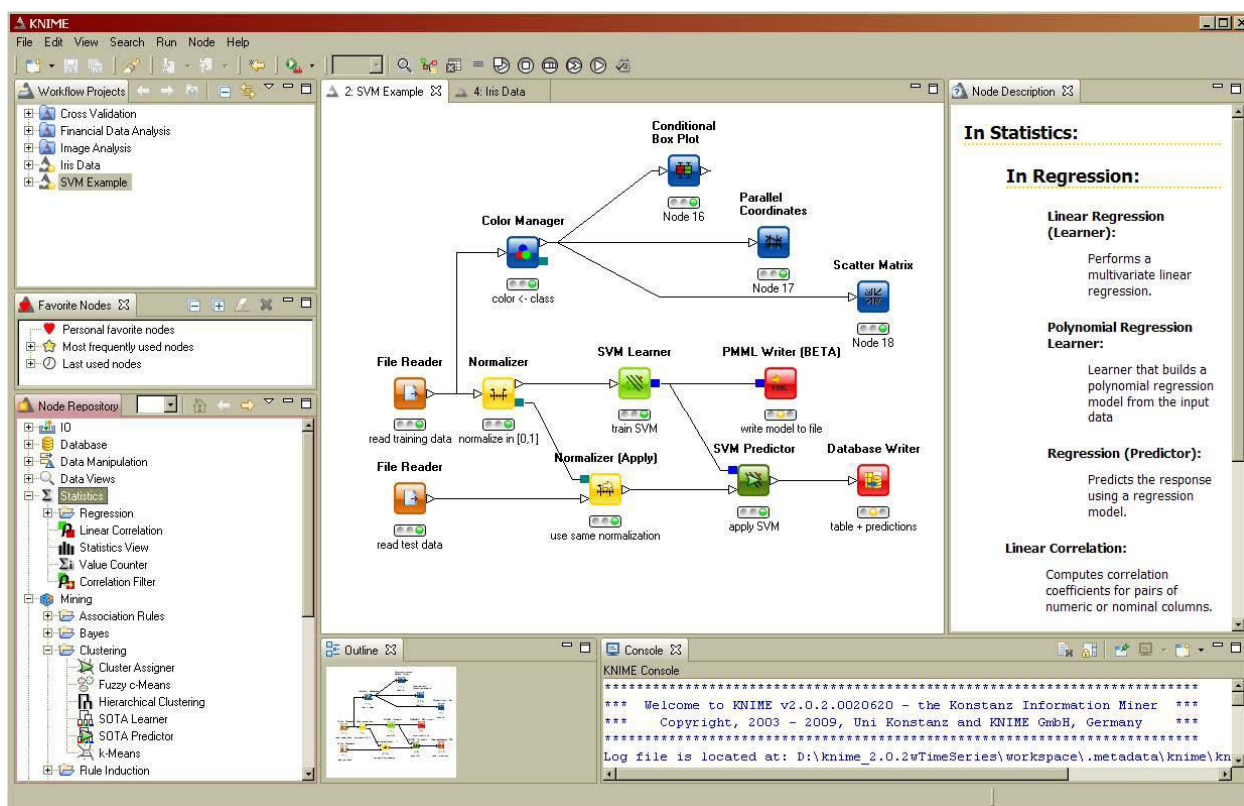 KNIME
File Edit View Search Run Node Help
Workflow Projects
Cross Validation
Financial Data Analysis
Image Analysis
Iris Data
SVM Example
Favorite Nodes
Personal favorite nodes
Most frequently used nodes
Last used nodes
Node Repository
IO
Database
Data Manipulation
Data Views
Statistics
Regression
Linear Correlation
Statistics View
Value Counter
Correlation Filter
Mining
Association Rules
Bayes
Clustering
Cluster Assigner
Fuzzy c-Means
Hierarchical Clustering
SOTA Learner
SOTA Predictor
k-Means
Rule Induction
2: SVM Example
4: Iris Data
Conditional
Box Plot
Node 16
Parallel
Coordinates
Node 17
Color Manager
color <- class
Scatter Matrix
Node 18
File Reader
read training data
Normalizer
normalize in [0,1]
SVM Learner
train SVM
PMML Writer (BETA)
write model to file
File Reader
read test data
Normalizer (Apply)
use same normalization
SVM Predictor
apply SVM
Database Writer
table + predictions
Node Description
In Statistics:
In Regression:
Linear Regression
(Learner):
Performs a
multivariate linear
regression.
Polynomial Regression
Learner:
Learner that builds a
polynomial regression
model from the input
data
Regression (Predictor):
Predicts the response
using a regression
model.
Linear Correlation:
Computes correlation
coefficients for pairs of
numeric or nominal columns.
Outline
Console
KNIME Console
*** Welcome to KNIME v2.0.2.0020620 - the Konstanz Information Miner ***
*** Copyright, 2003 - 2009, Uni Konstanz and KNIME GmbH, Germany ***
Log file is located at: D:\knime_2.0.2wTimeSeries\workspace\.metadata\knime\kn